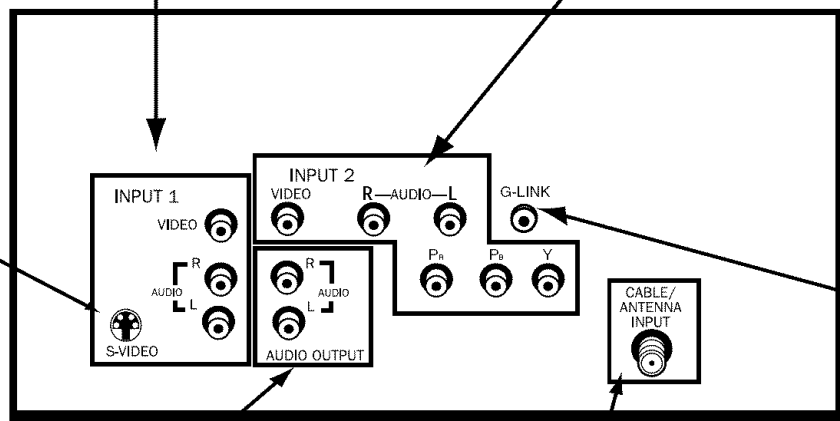 INPUT 1
VIDEO
R
AUDIO
L
S-VIDEO
INPUT 2
VIDEO
R—AUDIO—L
G-LINK
PR PB Y
R
AUDIO
L
AUDIO OUTPUT
CABLE/
ANTENNA
INPUT